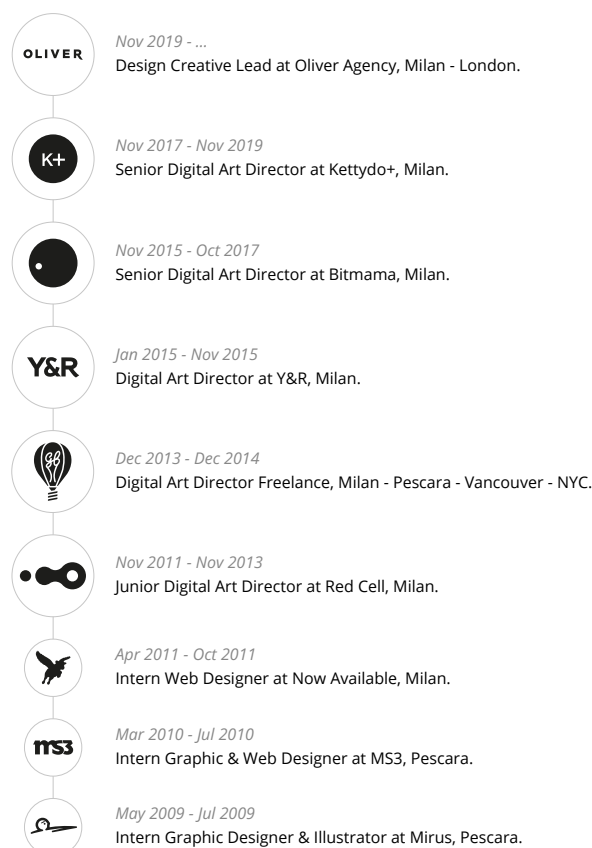 OLIVER
Nov 2019 - ...
Design Creative Lead at Oliver Agency, Milan - London.
K+
Nov 2017 - Nov 2019
Senior Digital Art Director at Kettydo+, Milan.
Nov 2015 - Oct 2017
Senior Digital Art Director at Bitmama, Milan.
Y&R
Jan 2015 - Nov 2015
Digital Art Director at Y&R, Milan.
Dec 2013 - Dec 2014
Digital Art Director Freelance, Milan - Pescara - Vancouver - NYC.
Nov 2011 - Nov 2013
Junior Digital Art Director at Red Cell, Milan.
Apr 2011 - Oct 2011
Intern Web Designer at Now Available, Milan.
ms3
Mar 2010 - Jul 2010
Intern Graphic & Web Designer at MS3, Pescara.
May 2009 - Jul 2009
Intern Graphic Designer & Illustrator at Mirus, Pescara.